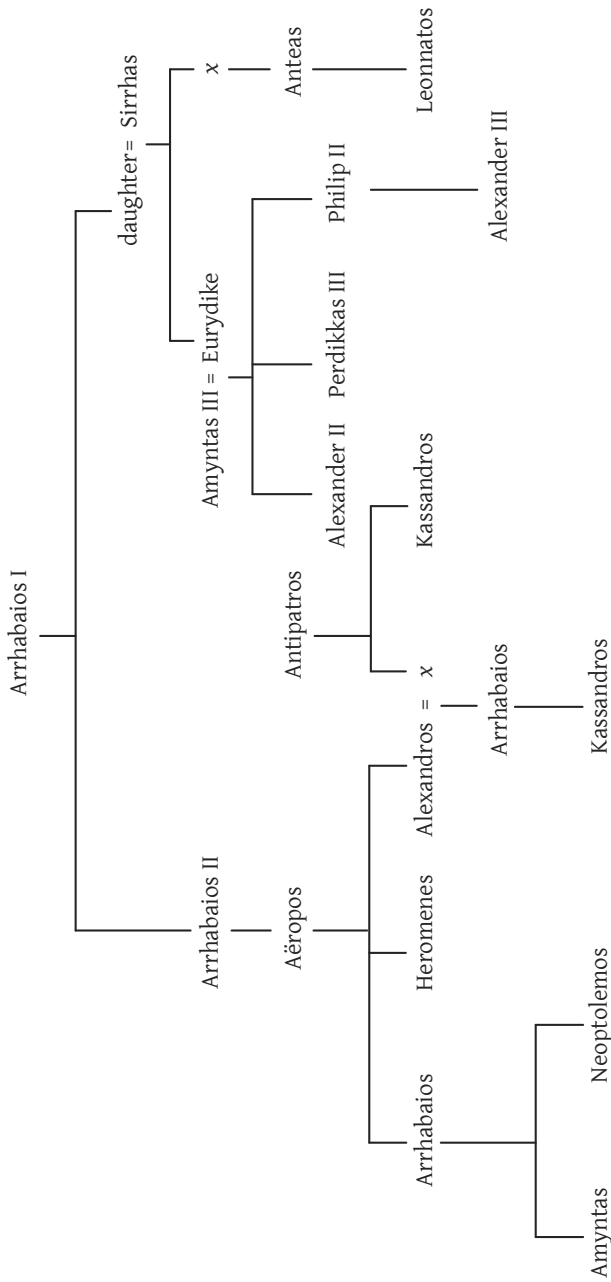 Arrhabaios I
daughter = Sirrhas
Arrhabaios II
Amyntas III = Eurydike
x
Aëropos
Antipatros
Alexander II
Perdikkas III
Philip II
Anteas
Arrhabaios
Heromenes
Alexandros = x
Kassandros
Leonnatos
Arrhabaios
Alexander III
Amyntas
Neoptolemos
Kassandros